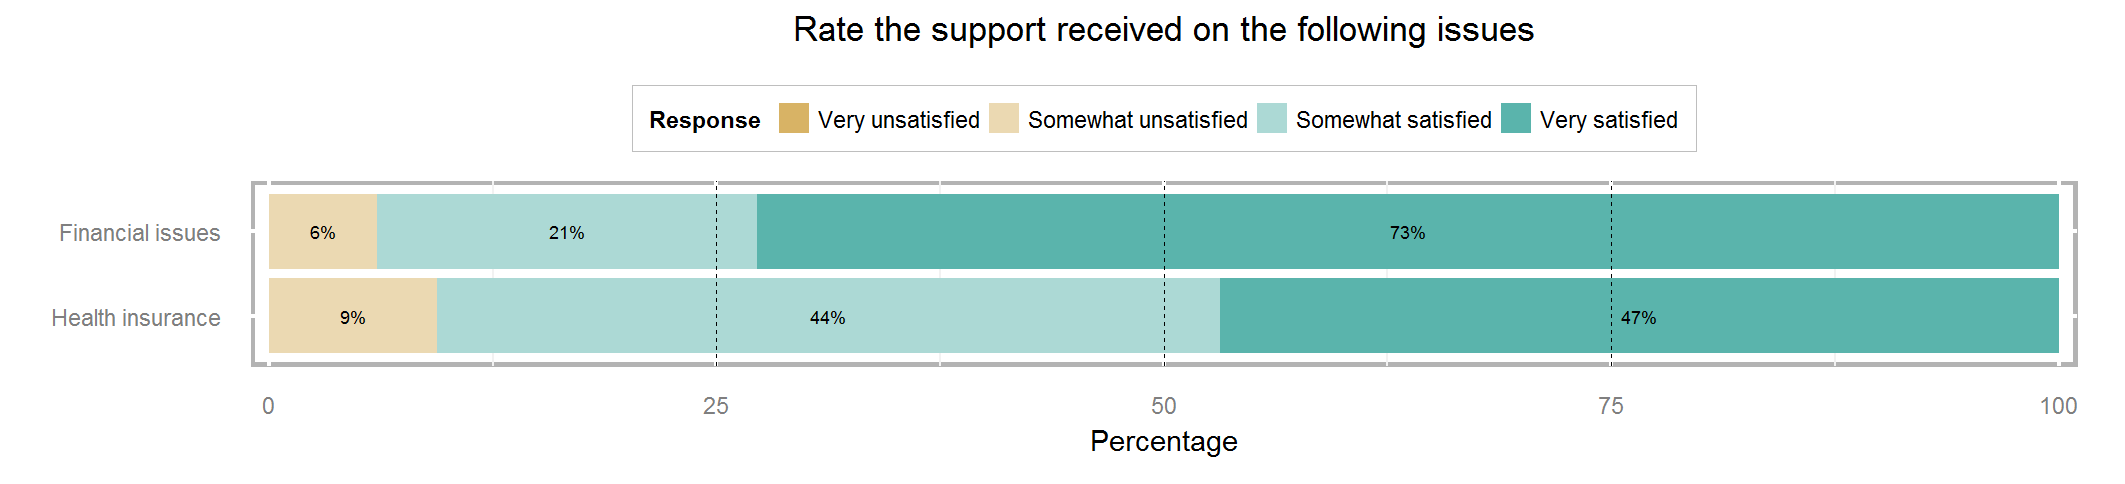 Rate the support received on the following issues
Response Very unsatisfied Somewhat unsatisfied Somewhat satisfied Very satisfied
Financial issues 6% 21% 73%
Health insurance 9% 44% 47%
0 25 50 75 100
Percentage